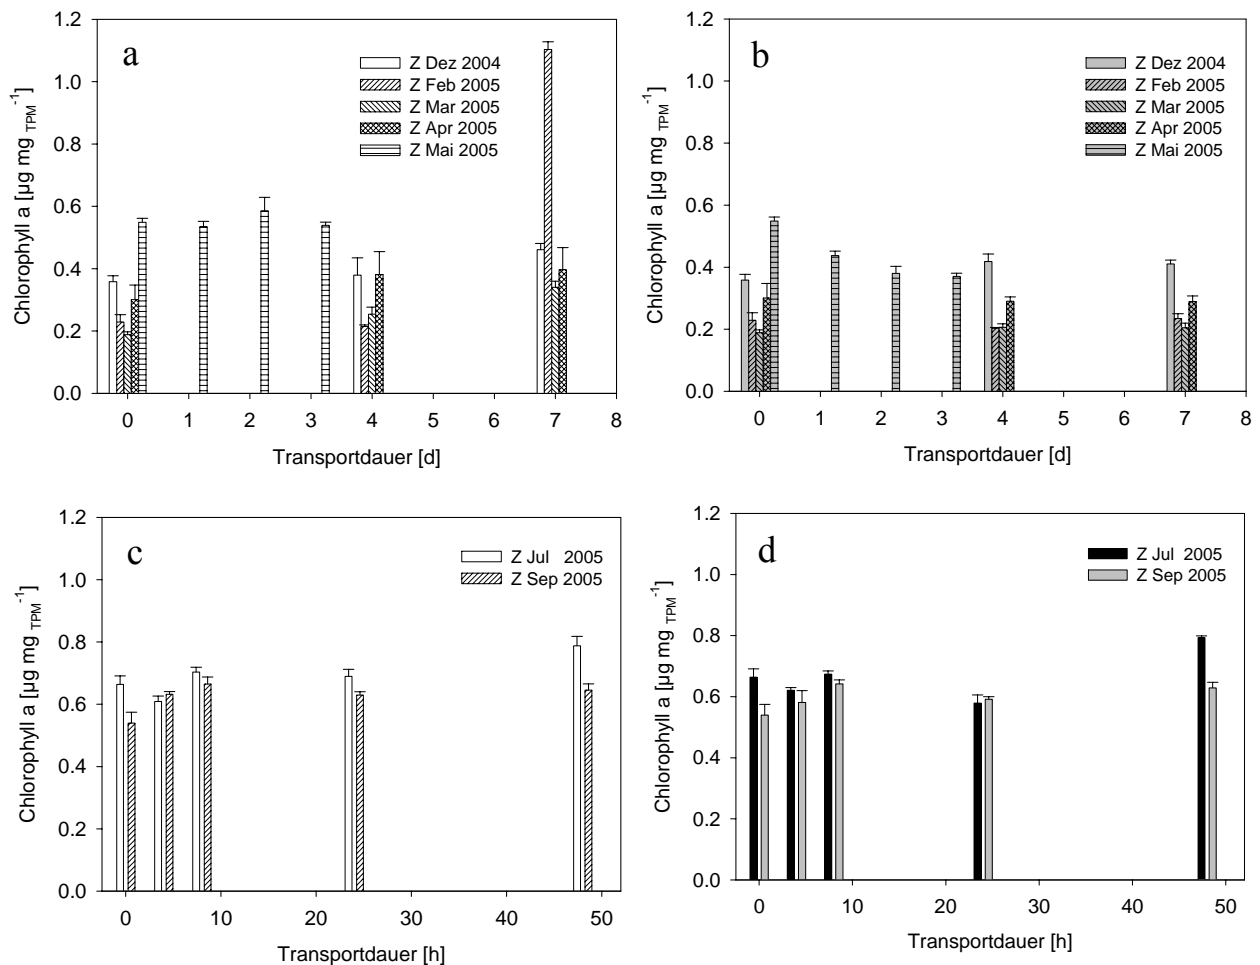 a
Z Dez 2004
Z Feb 2005
Z Mar 2005
Z Apr 2005
Z Mai 2005
Chlorophyll a [µg mg TPM⁻¹]
1.2
1.0
0.8
0.6
0.4
0.2
0.0
0 1 2 3 4 5 6 7 8
Transportdauer [d]
b
Z Dez 2004
Z Feb 2005
Z Mar 2005
Z Apr 2005
Z Mai 2005
Chlorophyll a [µg mg TPM⁻¹]
1.2
1.0
0.8
0.6
0.4
0.2
0.0
0 1 2 3 4 5 6 7 8
Transportdauer [d]
c
Z Jul 2005
Z Sep 2005
Chlorophyll a [µg mg TPM⁻¹]
1.2
1.0
0.8
0.6
0.4
0.2
0.0
0 10 20 30 40 50
Transportdauer [h]
d
Z Jul 2005
Z Sep 2005
Chlorophyll a [µg mg TPM⁻¹]
1.2
1.0
0.8
0.6
0.4
0.2
0.0
0 10 20 30 40 50
Transportdauer [h]